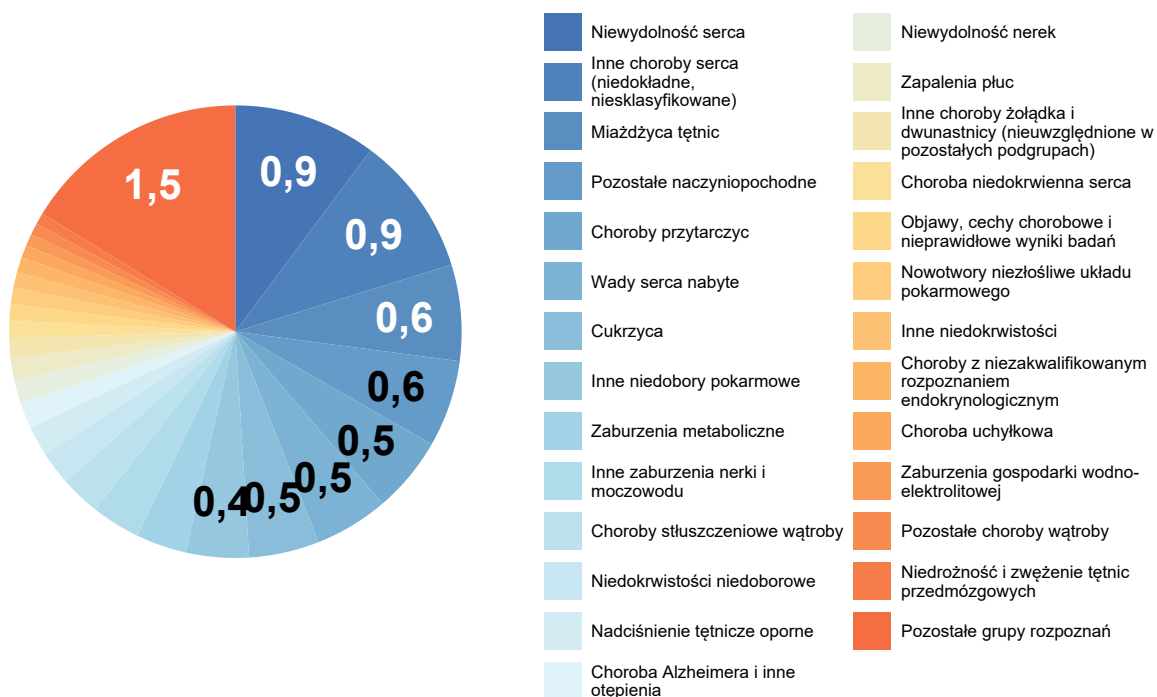 1,5
0,9
0,9
0,6
0,6
0,5
0,5
0,5
0,4
Niewydolność serca
Inne choroby serca
(niedokładne,
niesklasyfikowane)
Miażdżyca tętnic
Pozostałe naczyniopochodne
Choroby przytarczyc
Wady serca nabyte
Cukrzyca
Inne niedobory pokarmowe
Zaburzenia metaboliczne
Inne zaburzenia nerki i
moczowodu
Choroby stłuszczeniowe wątroby
Niedokrwistości niedoborowe
Nadciśnienie tętnicze oporne
Choroba Alzheimera i inne
otępienia
Niewydolność nerek
Zapalenia płuc
Inne choroby żołądka i
dwunastnicy (nieuwzględnione w
pozostałych podgrupach)
Choroba niedokrwienna serca
Objawy, cechy chorobowe i
nieprawidłowe wyniki badań
Nowotwory niezłośliwe układu
pokarmowego
Inne niedokrwistości
Choroby z niezakwalifikowanym
rozpoznaniem
endokrynologicznym
Choroba uchyłkowa
Zaburzenia gospodarki wodno-
elektrolitowej
Pozostałe choroby wątroby
Niedrożność i zwężenie tętnic
przedmózgowych
Pozostałe grupy rozpoznań